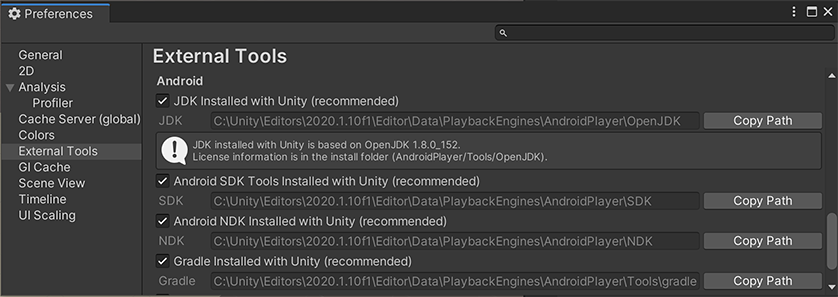 Preferences
General
2D
Analysis
Profiler
Cache Server (global)
Colors
External Tools
GI Cache
Scene View
Timeline
UI Scaling
External Tools
Android
JDK Installed with Unity (recommended)
JDK C:\Unity\Editors\2020.1.10f1\Editor\Data\PlaybackEngines\AndroidPlayer\OpenJDK Copy Path
JDK installed with Unity is based on OpenJDK 1.8.0_152.
License information is in the install folder (AndroidPlayer/Tools/OpenJDK).
Android SDK Tools Installed with Unity (recommended)
SDK C:\Unity\Editors\2020.1.10f1\Editor\Data\PlaybackEngines\AndroidPlayer\SDK Copy Path
Android NDK Installed with Unity (recommended)
NDK C:\Unity\Editors\2020.1.10f1\Editor\Data\PlaybackEngines\AndroidPlayer\NDK Copy Path
Gradle Installed with Unity (recommended)
Gradle C:\Unity\Editors\2020.1.10f1\Editor\Data\PlaybackEngines\AndroidPlayer\Tools\gradle Copy Path